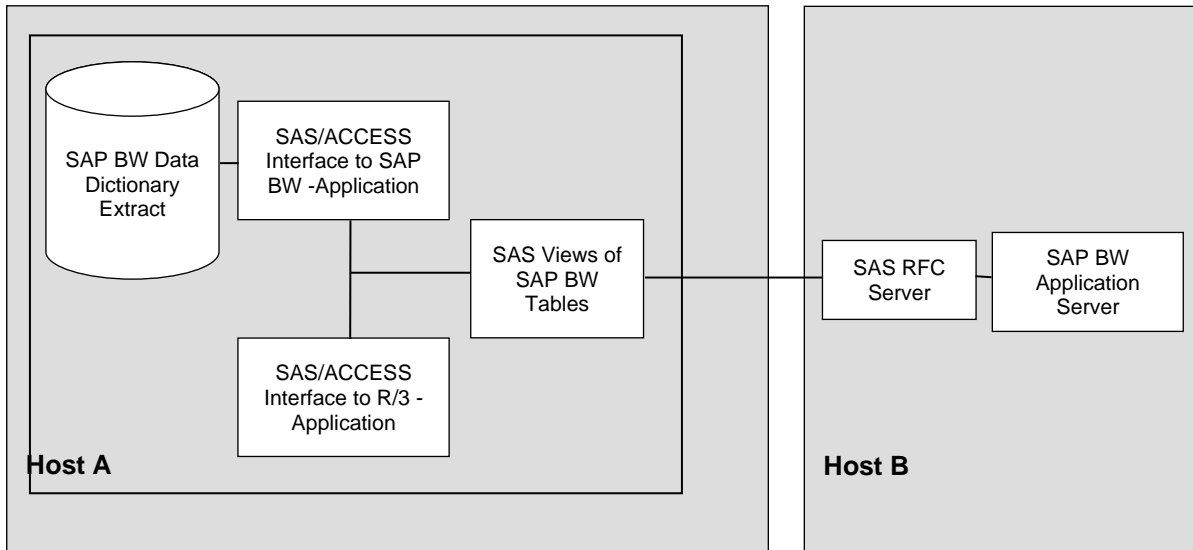 SAP BW Data
Dictionary
Extract
SAS/ACCESS
Interface to SAP
BW -Application
SAS Views of
SAP BW
Tables
SAS/ACCESS
Interface to R/3 -
Application
Host A
SAS RFC
Server
SAP BW
Application
Server
Host B